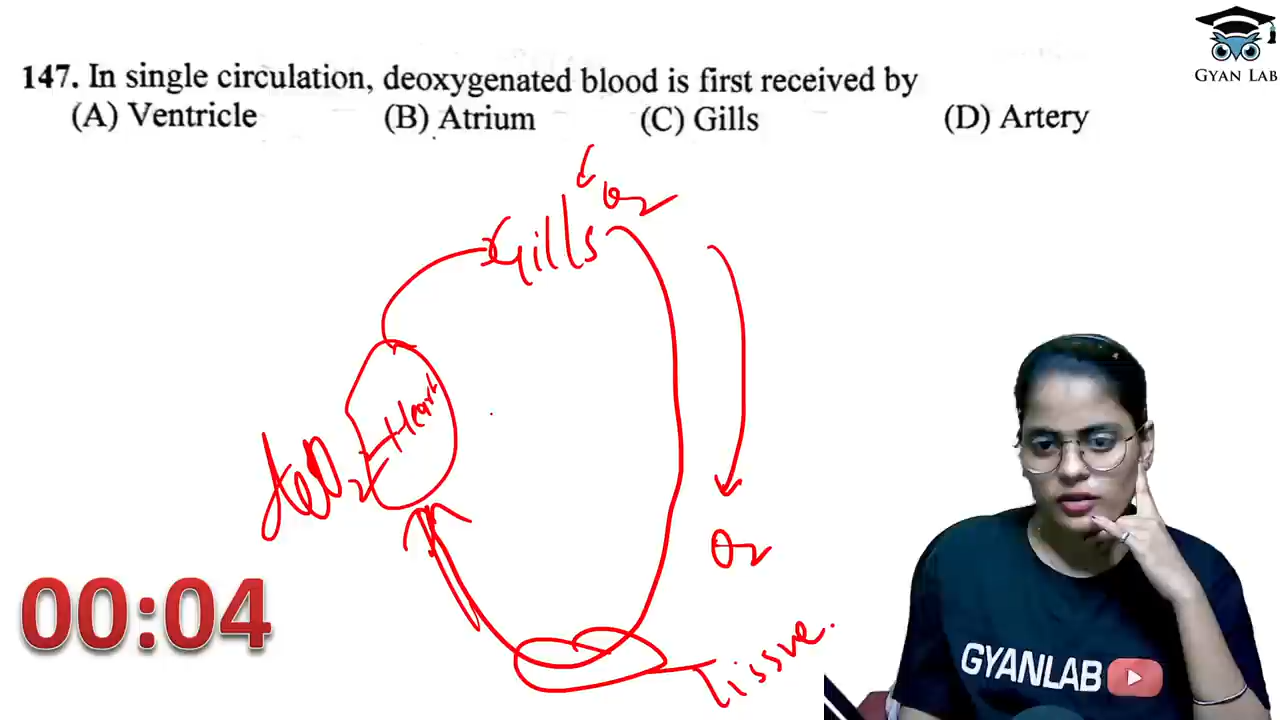 GYAN LAB
147. In single circulation, deoxygenated blood is first received by
(A) Ventricle (B) Atrium (C) Gills (D) Artery
O2
Gills
Heart
O2
Tissue.
00:04
GYANLAB